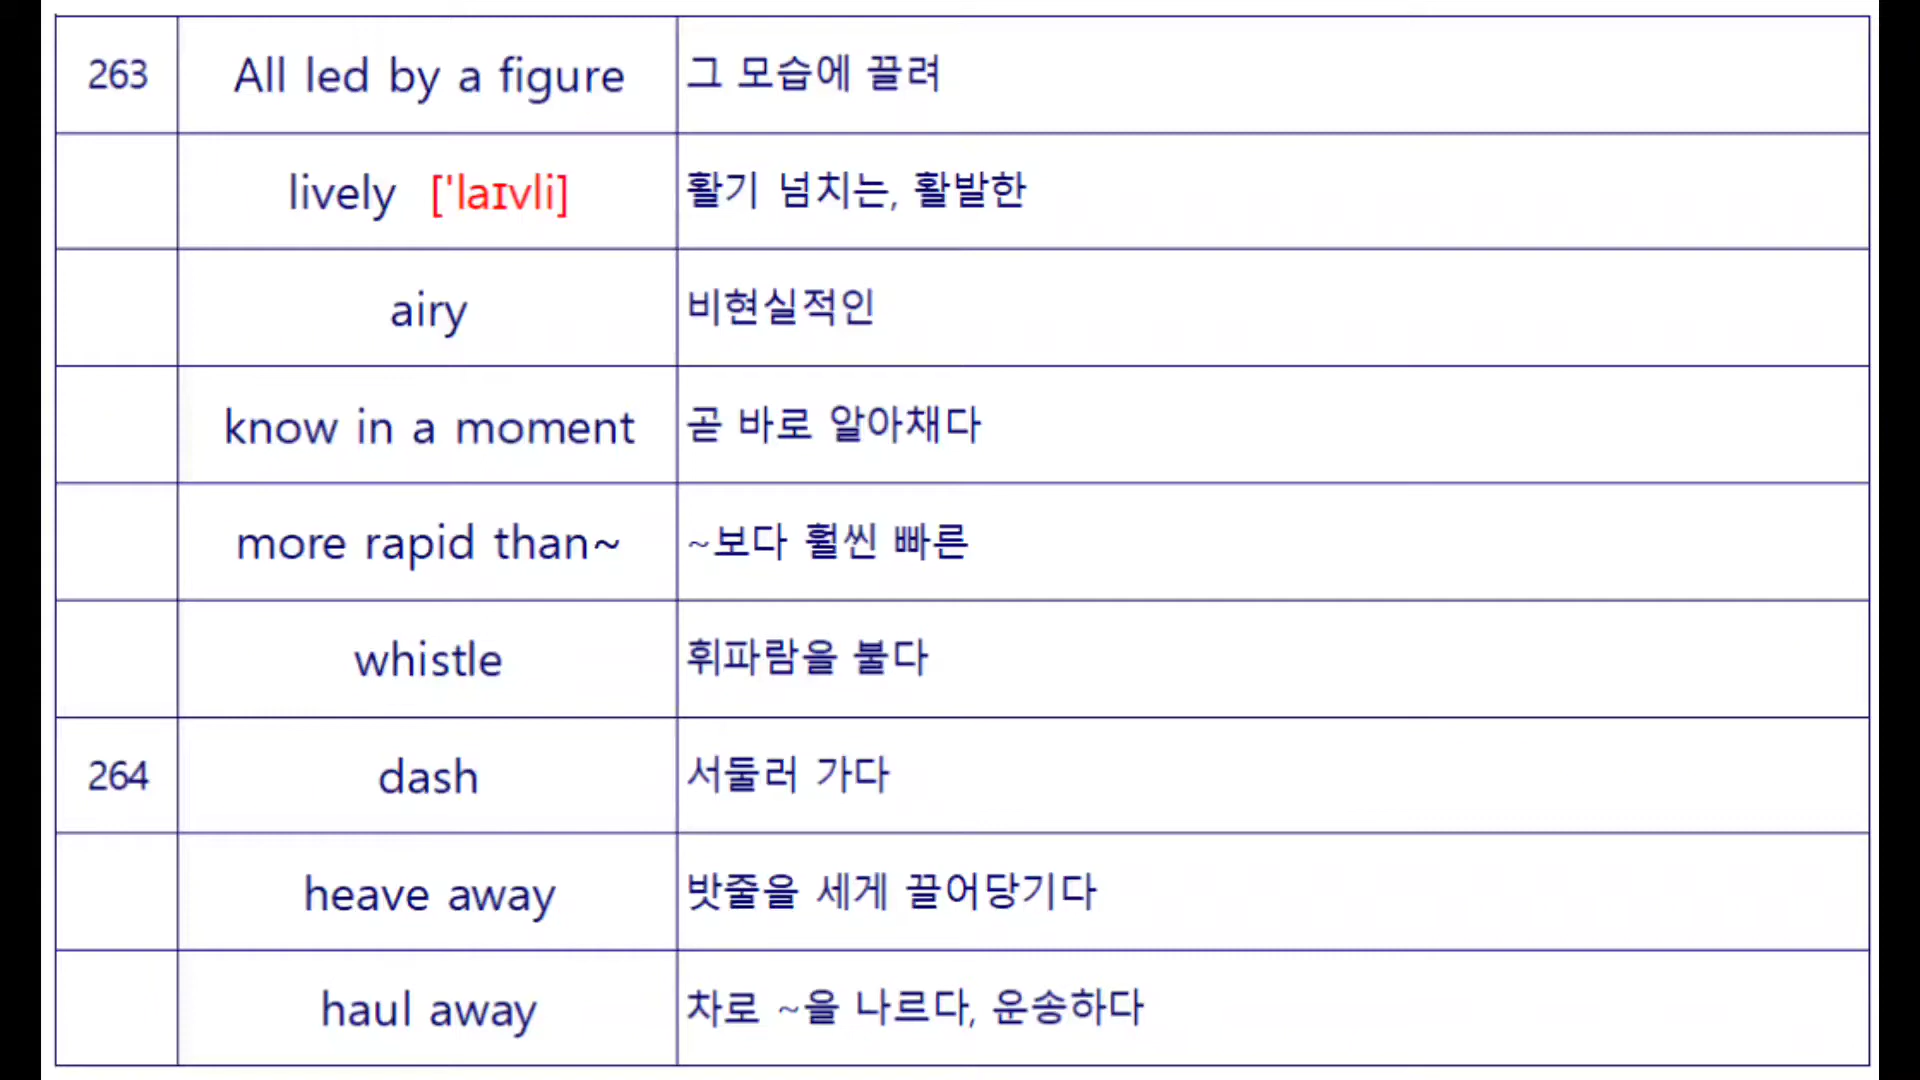 263 All led by a figure 그 모습에 끌려
lively ['laɪvli] 활기 넘치는, 활발한
airy 비현실적인
know in a moment 곧 바로 알아채다
more rapid than~ ~보다 훨씬 빠른
whistle 휘파람을 불다
264 dash 서둘러 가다
heave away 밧줄을 세게 끌어당기다
haul away 차로 ~을 나르다, 운송하다